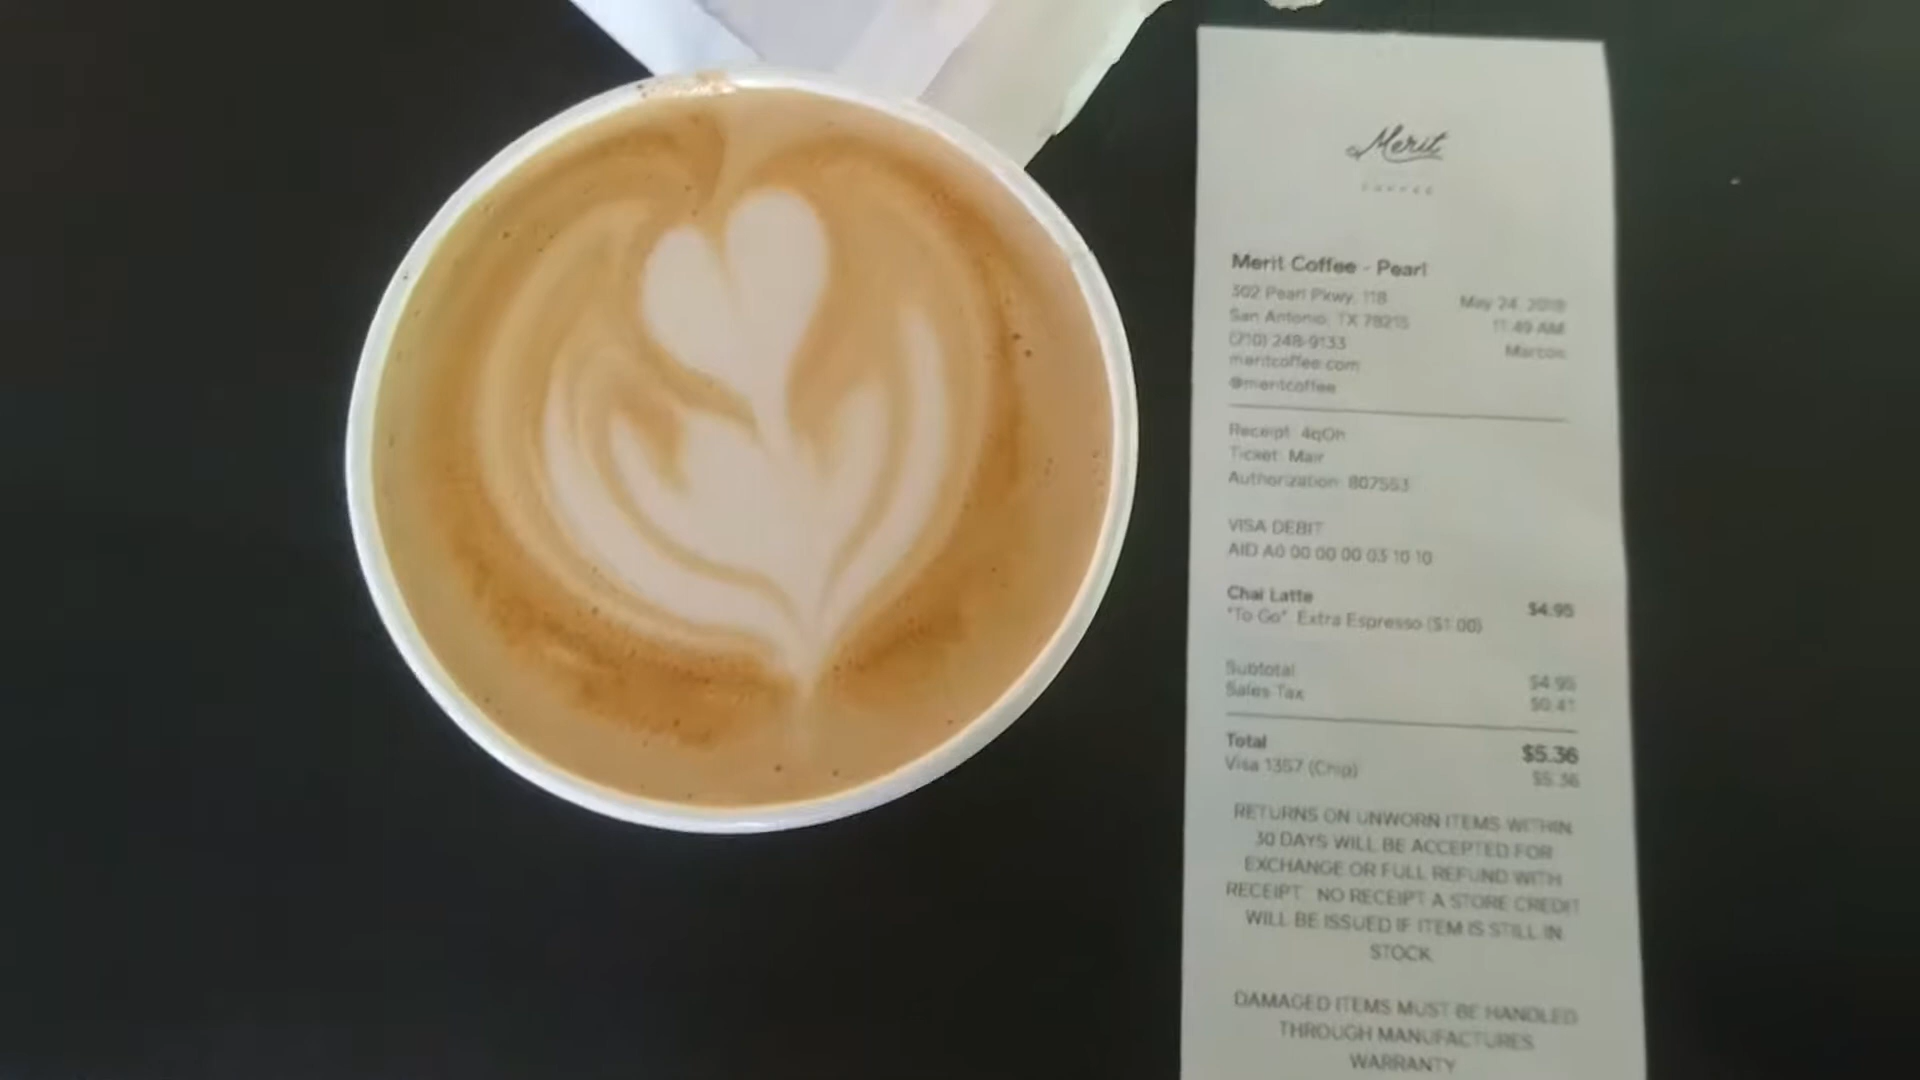 Merit
COFFEE
Merit Coffee - Pearl
302 Pearl Pkwy, 118
May 24, 2019
San Antonio, TX 78215
11:49 AM
(210) 248-9133
Marcos
meritcoffee.com
@meritcoffee
Receipt: 4qOh
Ticket: Mair
Authorization: 807553
VISA DEBIT
AID A0 00 00 00 03 10 10
Chai Latte
$4.95
"To Go", Extra Espresso ($1.00)
Subtotal
$4.95
Sales Tax
$0.41
Total
$5.36
Visa 1357 (Chip)
$5.36
RETURNS ON UNWORN ITEMS WITHIN
30 DAYS WILL BE ACCEPTED FOR
EXCHANGE OR FULL REFUND WITH
RECEIPT. NO RECEIPT A STORE CREDIT
WILL BE ISSUED IF ITEM IS STILL IN
STOCK.
DAMAGED ITEMS MUST BE HANDLED
THROUGH MANUFACTURES
WARRANTY